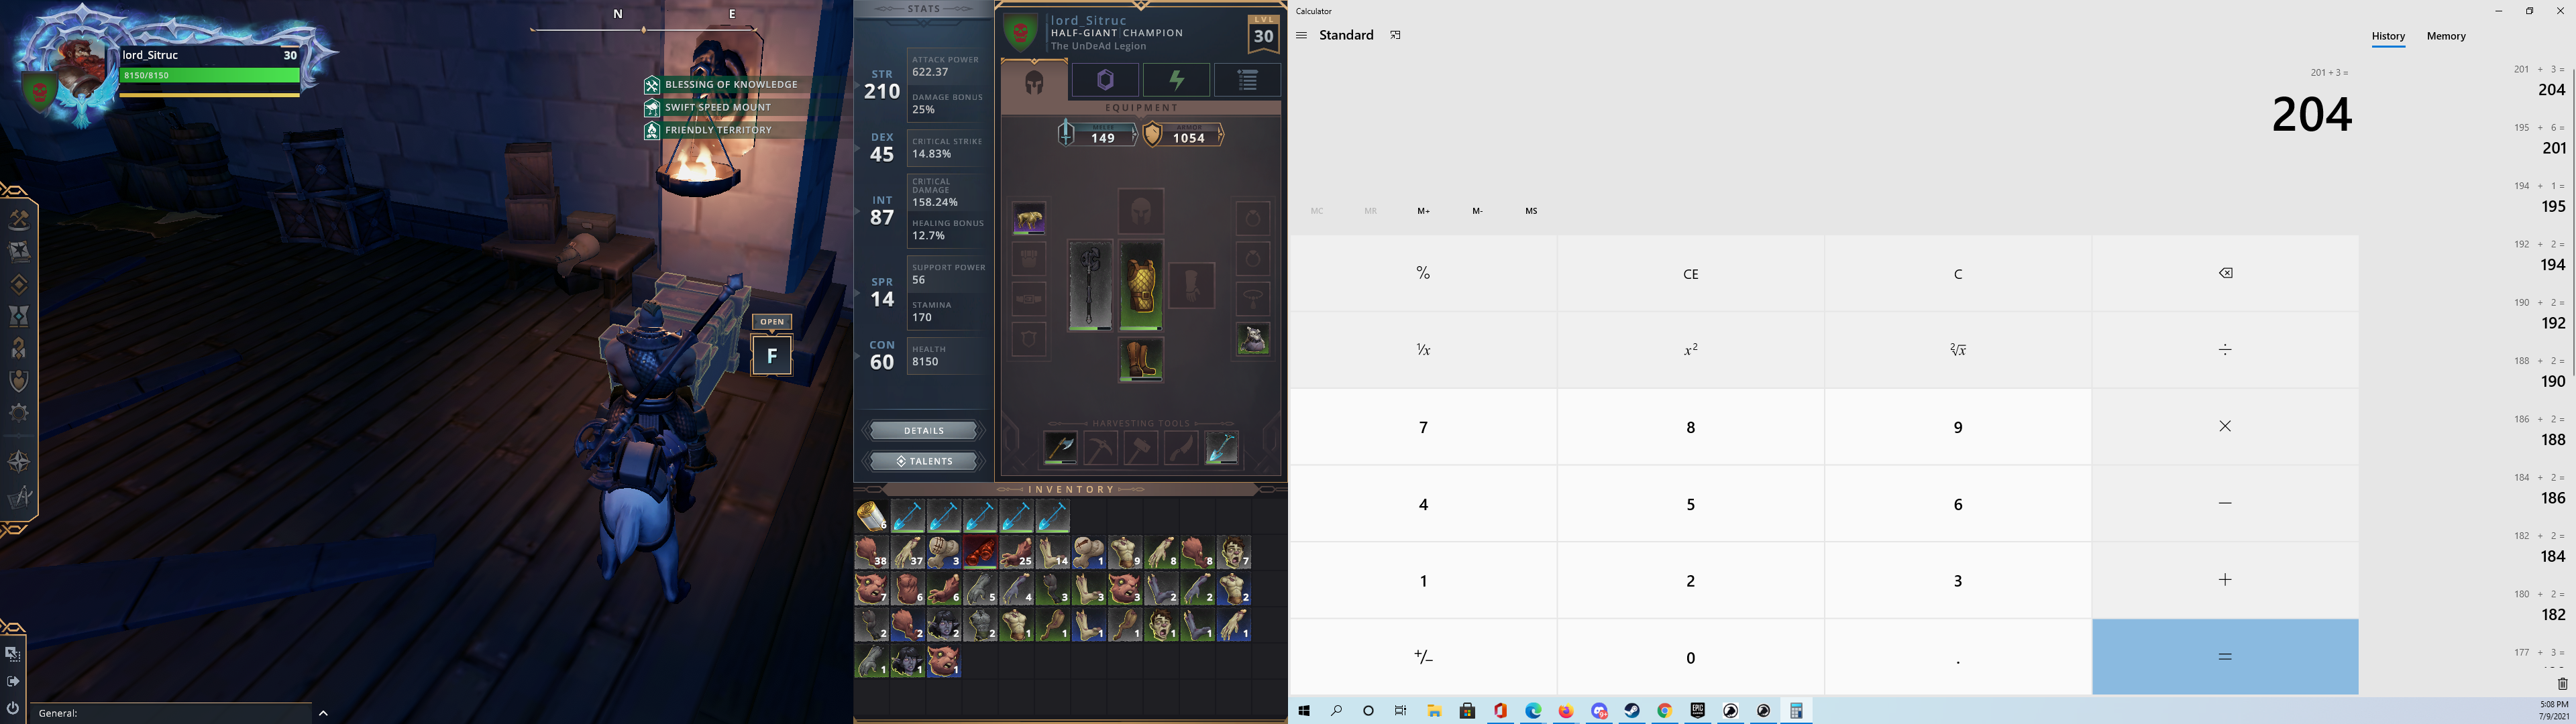 N E
lord_Sitruc 30
8150/8150
BLESSING OF KNOWLEDGE
SWIFT SPEED MOUNT
FRIENDLY TERRITORY
OPEN
F
General:
STATS
STR
210
ATTACK POWER
622.37
DAMAGE BONUS
25%
DEX
45
CRITICAL STRIKE
14.83%
INT
87
CRITICAL
DAMAGE
158.24%
HEALING BONUS
12.7%
SPR
14
SUPPORT POWER
56
STAMINA
170
CON
60
HEALTH
8150
DETAILS
TALENTS
lord_Sitruc
HALF-GIANT CHAMPION
The UnDeAd Legion
LVL
30
EQUIPMENT
149
ARMOR
1054
HARVESTING TOOLS
INVENTORY
6
38 37 3 25 14 1 9 8 8 7
7 6 6 5 4 3 3 3 2 2 2
2 2 2 2 1 1 1 1 1 1 1
1 1 1
Calculator
Standard
History Memory
201 + 3 =
204
MC MR M+ M- MS
% CE C
¹/x x² ²√x ÷
7 8 9 ×
4 5 6 −
1 2 3 +
+/− 0 . =
201 + 3 =
204
195 + 6 =
201
194 + 1 =
195
192 + 2 =
194
190 + 2 =
192
188 + 2 =
190
186 + 2 =
188
184 + 2 =
186
182 + 2 =
184
180 + 2 =
182
177 + 3 =
EPIC
5:08 PM
7/9/2021